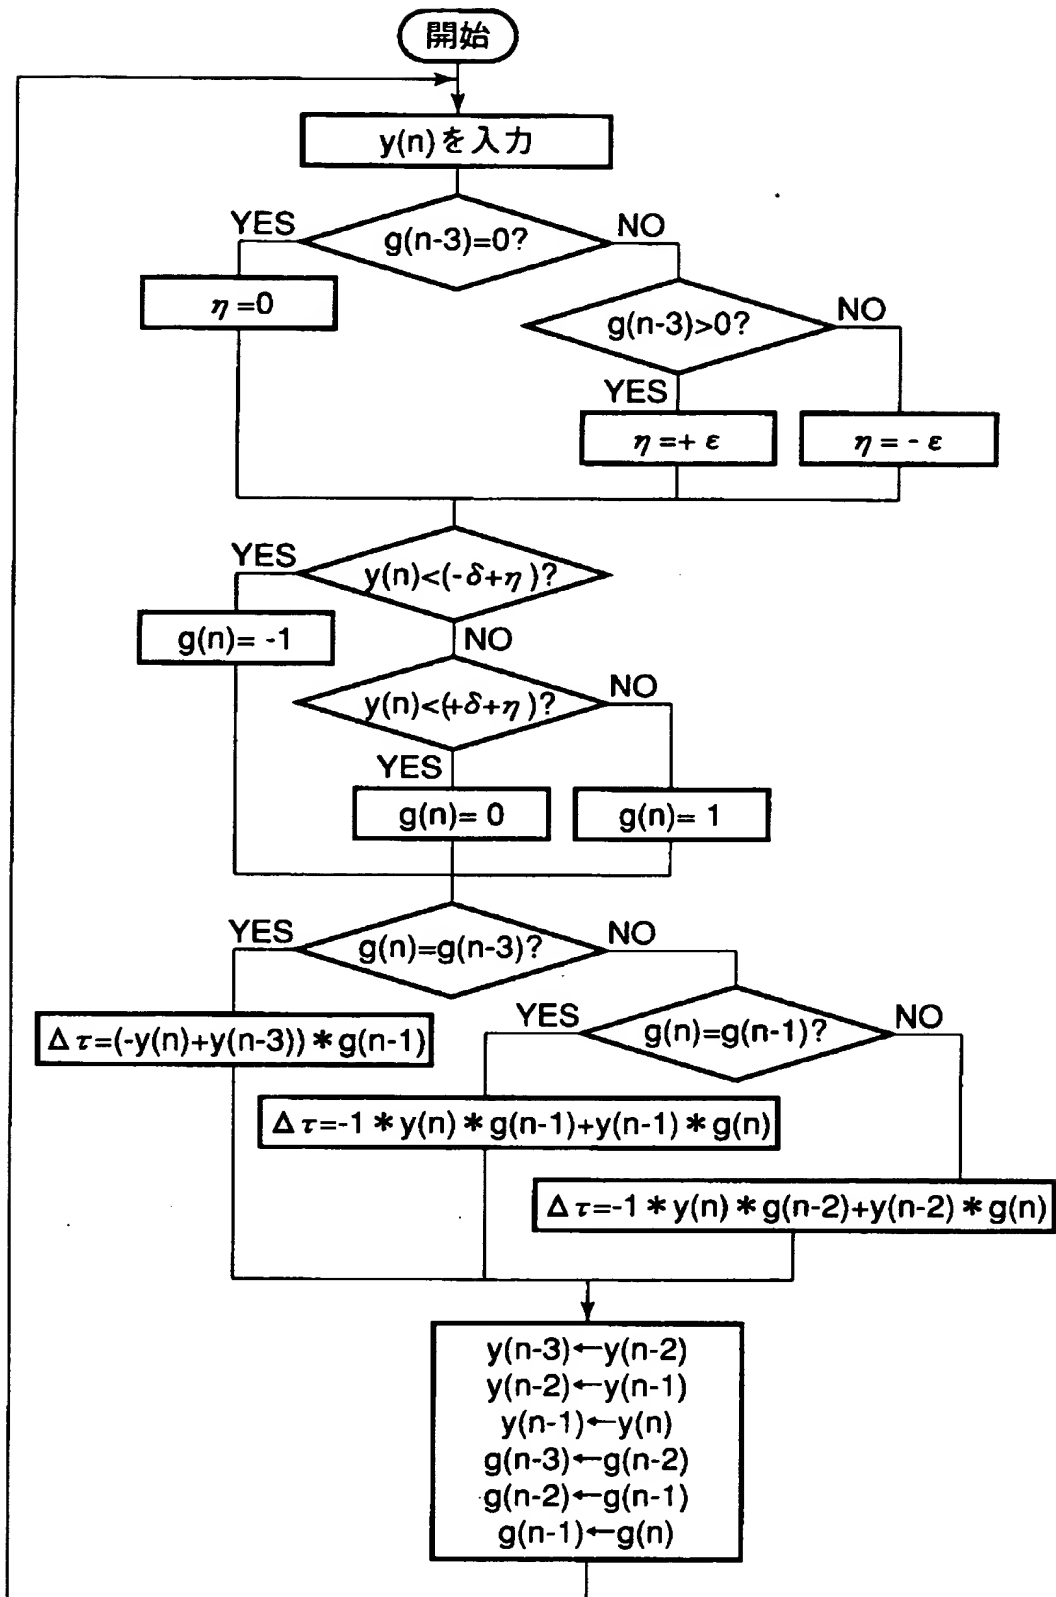 開始
y(n)を入力
YES
g(n-3)=0?
NO
η=0
g(n-3)>0?
NO
YES
η=+ε
η=-ε
YES
y(n)<(-δ+η)?
g(n)= -1
NO
y(n)<(+δ+η)?
NO
YES
g(n)= 0
g(n)= 1
YES
g(n)=g(n-3)?
NO
Δτ=(-y(n)+y(n-3))*g(n-1)
YES
g(n)=g(n-1)?
NO
Δτ=-1*y(n)*g(n-1)+y(n-1)*g(n)
Δτ=-1*y(n)*g(n-2)+y(n-2)*g(n)
y(n-3)←y(n-2)
y(n-2)←y(n-1)
y(n-1)←y(n)
g(n-3)←g(n-2)
g(n-2)←g(n-1)
g(n-1)←g(n)